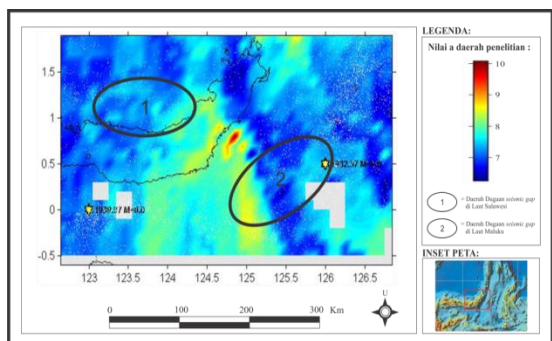 LEGENDA:
Nilai a daerah penelitian :
10
9
8
7
1 = Daerah Dugaan seismic gap
di Laut Sulawesi
2 = Daerah Dugaan seismic gap
di Laut Maluku
INSET PETA:
1.5
1
0.5
0
-0.5
1
2
123 123.5 124 124.5 125 125.5 126 126.5
0 100 200 300 Km
U